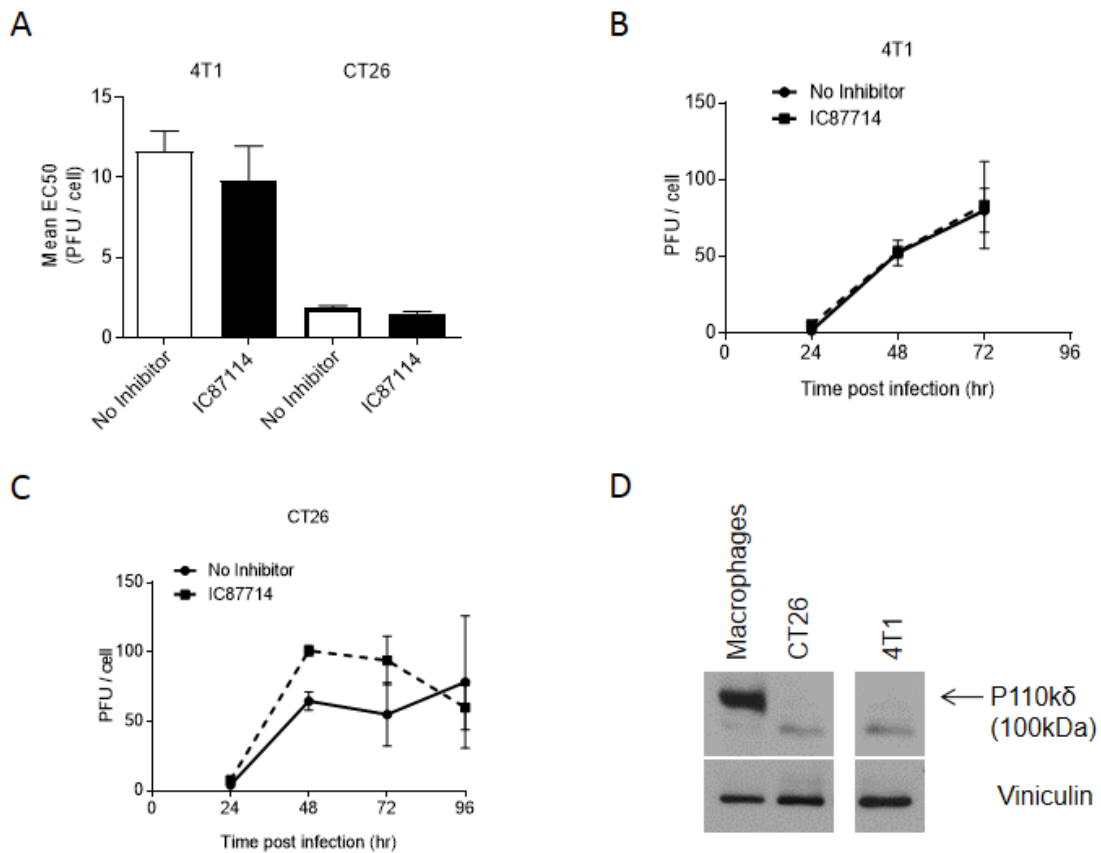 A
4T1 CT26
15
10
5
0
Mean EC50
(PFU / cell)
No Inhibitor
IC87114
No Inhibitor
IC87114
B
4T1
No Inhibitor
IC87714
150
100
50
0
PFU / cell
0 24 48 72 96
Time post infection (hr)
C
CT26
No Inhibitor
IC87714
150
100
50
0
PFU / cell
0 24 48 72 96
Time post infection (hr)
D
Macrophages
CT26
4T1
P110kδ
(100kDa)
Viniculin